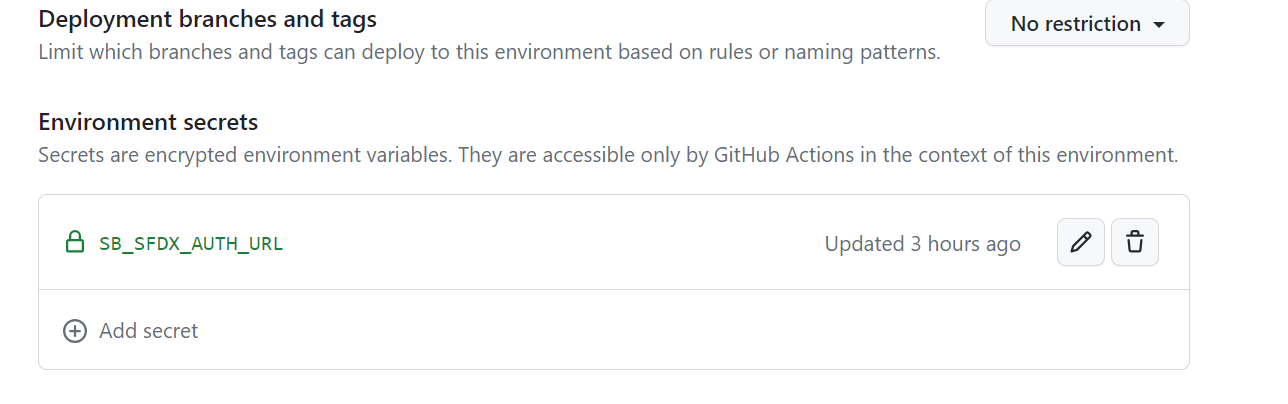 Deployment branches and tags
No restriction
Limit which branches and tags can deploy to this environment based on rules or naming patterns.
Environment secrets
Secrets are encrypted environment variables. They are accessible only by GitHub Actions in the context of this environment.
SB_SFDX_AUTH_URL
Updated 3 hours ago
Add secret